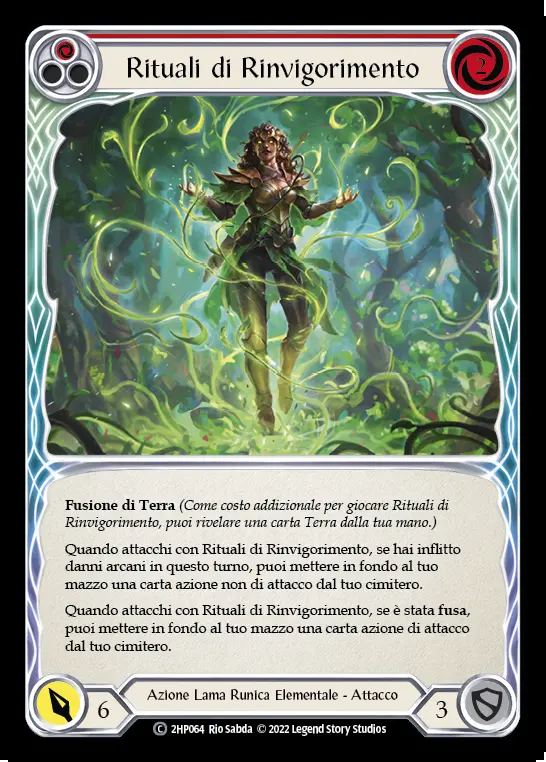 Rituali di Rinvigorimento
2
Fusione di Terra (Come costo addizionale per giocare Rituali di
Rinvigorimento, puoi rivelare una carta Terra dalla tua mano.)
Quando attacchi con Rituali di Rinvigorimento, se hai inflitto
danni arcani in questo turno, puoi mettere in fondo al tuo
mazzo una carta azione non di attacco dal tuo cimitero.
Quando attacchi con Rituali di Rinvigorimento, se è stata fusa,
puoi mettere in fondo al tuo mazzo una carta azione di attacco
dal tuo cimitero.
6
Azione Lama Runica Elementale - Attacco
3
C 2HP064 Rio Sabda © 2022 Legend Story Studios